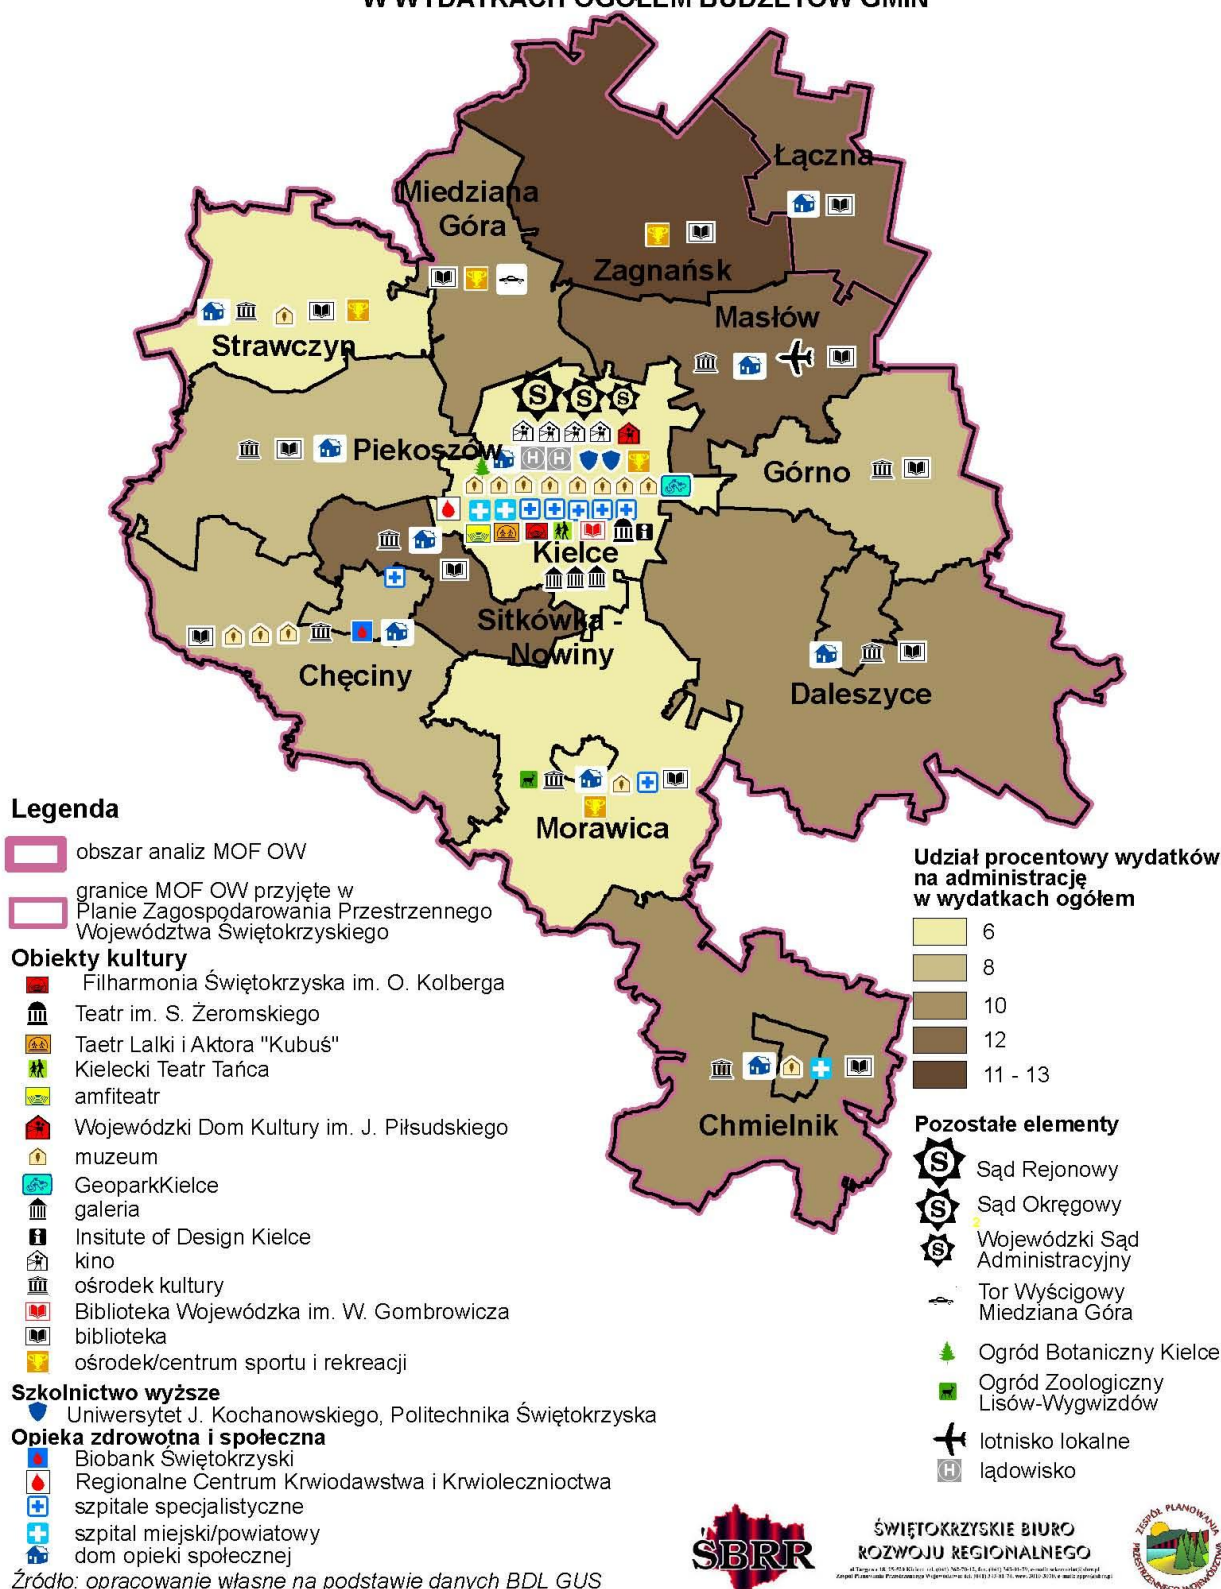 W WYDATKACH OGÓŁEM BUDŻETÓW GMIN
Łączna
Miedziana
Góra
Zagnańsk
Masłów
Strawczyn
S S S
Piekoszów
H H
Górno
Kielce
Sitkówka -
Nowiny
Chęciny
Daleszyce
Morawica
Chmielnik
Legenda
obszar analiz MOF OW
granice MOF OW przyjęte w
Planie Zagospodarowania Przestrzennego
Województwa Świętokrzyskiego
Obiekty kultury
Filharmonia Świętokrzyska im. O. Kolberga
Teatr im. S. Żeromskiego
Taetr Lalki i Aktora "Kubuś"
Kielecki Teatr Tańca
amfiteatr
Wojewódzki Dom Kultury im. J. Piłsudskiego
muzeum
GeoparkKielce
galeria
Insitute of Design Kielce
kino
ośrodek kultury
Biblioteka Wojewódzka im. W. Gombrowicza
biblioteka
ośrodek/centrum sportu i rekreacji
Szkolnictwo wyższe
Uniwersytet J. Kochanowskiego, Politechnika Świętokrzyska
Opieka zdrowotna i społeczna
Biobank Świętokrzyski
Regionalne Centrum Krwiodawstwa i Krwiolecznioctwa
szpitale specjalistyczne
szpital miejski/powiatowy
dom opieki społecznej
Źródło: opracowanie własne na podstawie danych BDL GUS
Udział procentowy wydatków
na administrację
w wydatkach ogółem
6
8
10
12
11 - 13
Pozostałe elementy
S Sąd Rejonowy
S Sąd Okręgowy
2
S Wojewódzki Sąd
Administracyjny
Tor Wyścigowy
Miedziana Góra
Ogród Botaniczny Kielce
Ogród Zoologiczny
Lisów-Wygwizdów
lotnisko lokalne
H lądowisko
ŚBRR
ŚWIĘTOKRZYSKIE BIURO
ROZWOJU REGIONALNEGO
ZESPÓŁ PLANOWANIA
PRZESTRZENNEGO WOJEWÓDZTWA